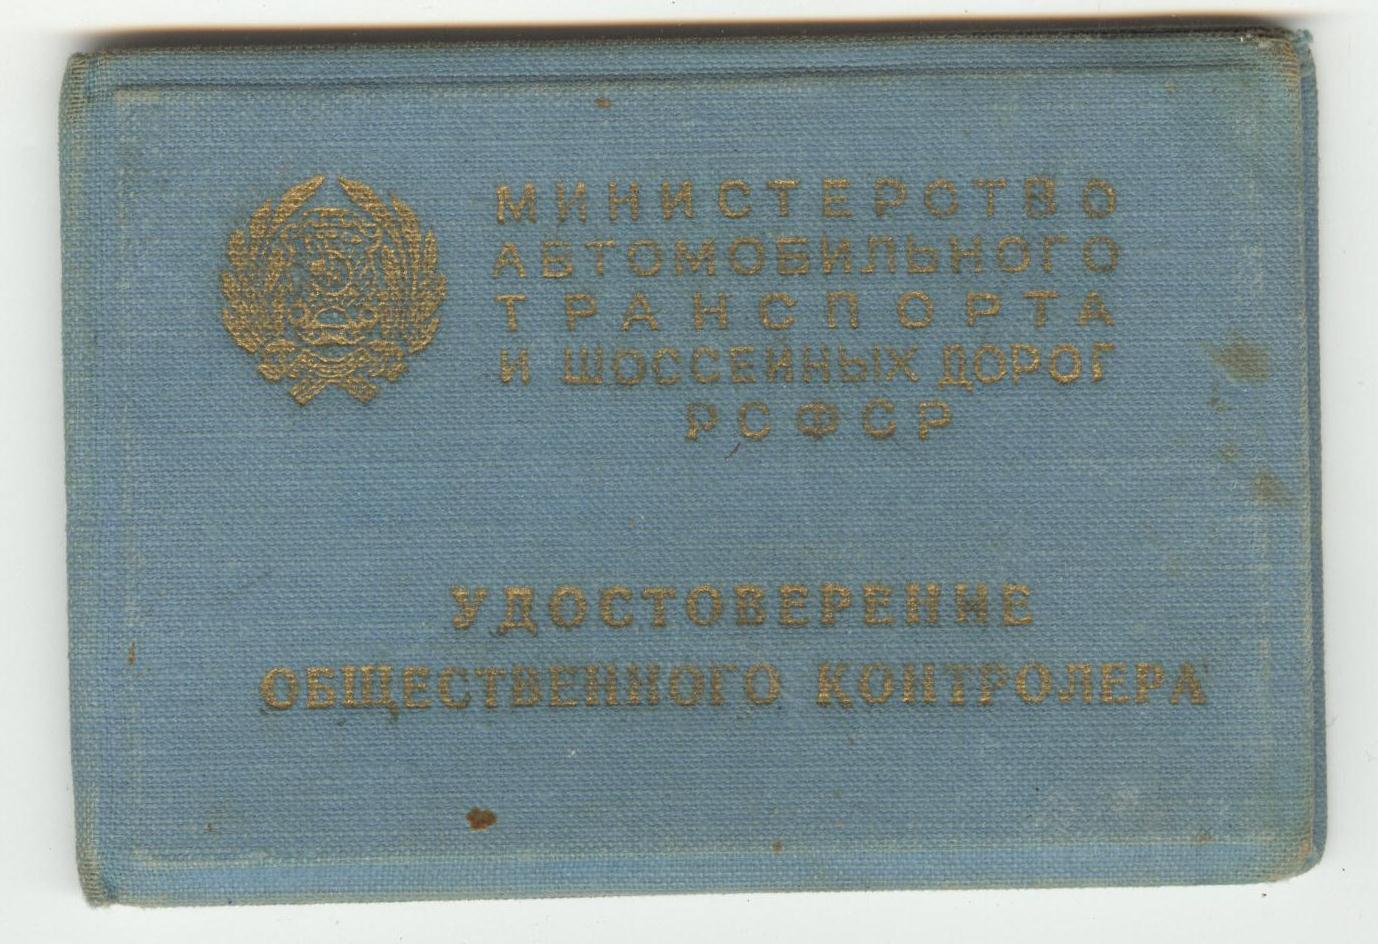 МИНИСТЕРСТВО
АВТОМОБИЛЬНОГО
ТРАНСПОРТА
И ШОССЕЙНЫХ ДОРОГ
РСФСР
УДОСТОВЕРЕНИЕ
ОБЩЕСТВЕННОГО КОНТРОЛЕРА